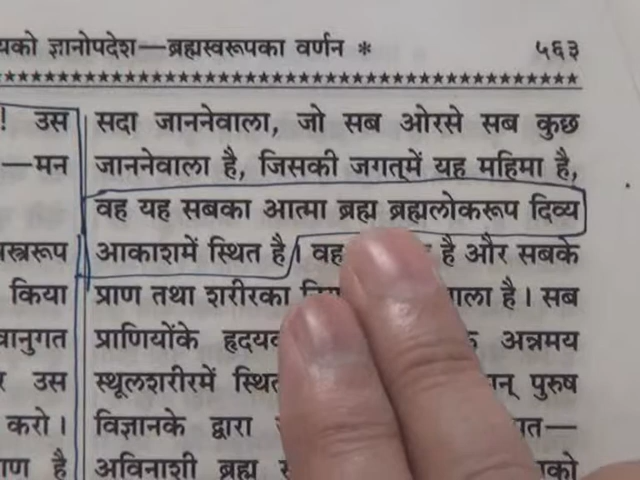 यको ज्ञानोपदेश—ब्रह्मस्वरूपका वर्णन * ५६३
! उस
—मन
स्त्ररूप
किया
वानुगत
उस
करो ।
ाण है
सदा जाननेवाला, जो सब ओरसे सब कुछ
जाननेवाला है, जिसकी जगत्‌में यह महिमा है,
वह यह सबका आत्मा ब्रह्म ब्रह्मलोकरूप दिव्य
आकाशमें स्थित है। वह है और सबके
प्राण तथा शरीरका ाला है। सब
प्राणियोंके अन्नमय
स्थूलशरीरमें पुरुष
विज्ञानके द्वारा
अविनाशी ब्रह्म